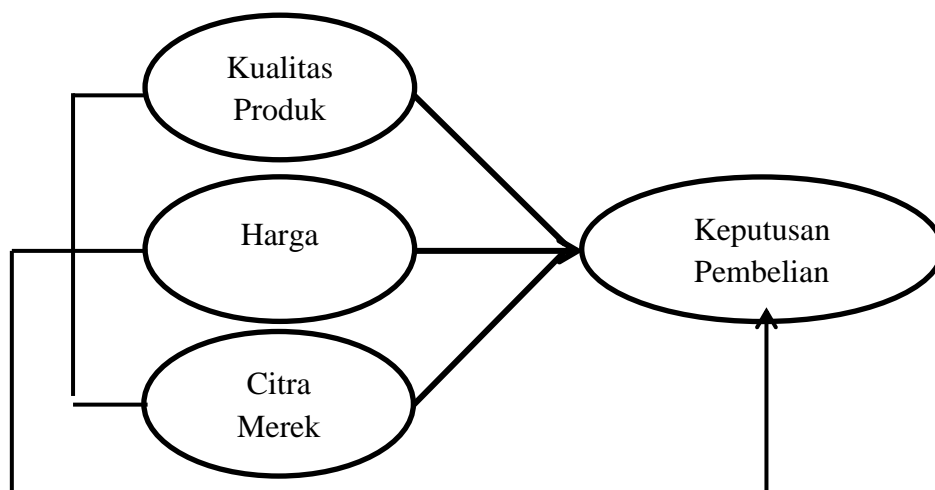 Kualitas
Produk
Harga
Keputusan
Pembelian
Citra
Merek